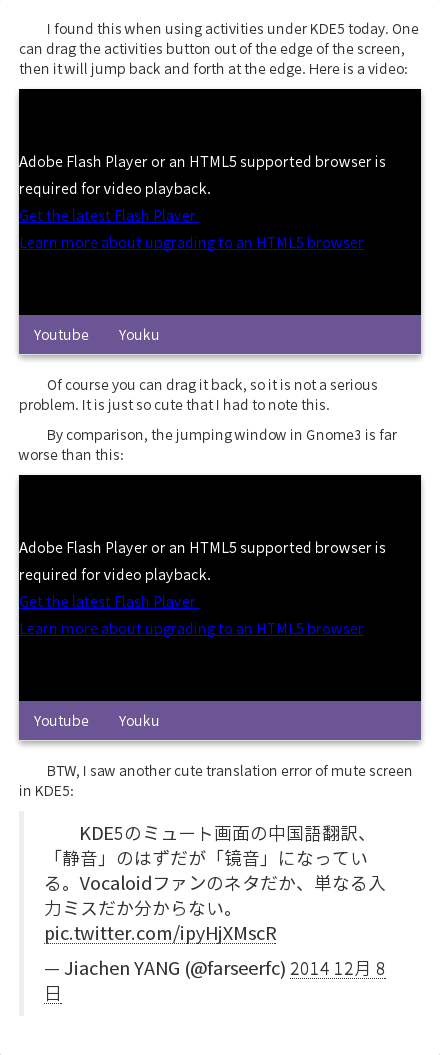 I found this when using activities under KDE5 today. One
can drag the activities button out of the edge of the screen,
then it will jump back and forth at the edge. Here is a video:
Adobe Flash Player or an HTML5 supported browser is
required for video playback.
Get the latest Flash Player
Learn more about upgrading to an HTML5 browser
Youtube Youku
Of course you can drag it back, so it is not a serious
problem. It is just so cute that I had to note this.
By comparison, the jumping window in Gnome3 is far
worse than this:
Adobe Flash Player or an HTML5 supported browser is
required for video playback.
Get the latest Flash Player
Learn more about upgrading to an HTML5 browser
Youtube Youku
BTW, I saw another cute translation error of mute screen
in KDE5:
KDE5のミュート画面の中国語翻訳、
「静音」のはずだが「镜音」になってい
る。Vocaloidファンのネタだか、単なる入
力ミスだか分からない。
pic.twitter.com/ipyHjXMscR
— Jiachen YANG (@farseerfc) 2014 12月 8
日